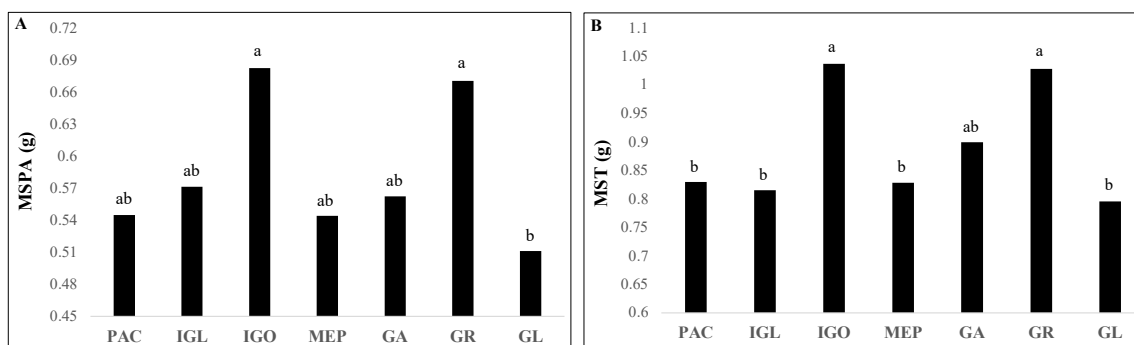 A
MSPA (g)
0.72
0.69
0.66
0.63
0.6
0.57
0.54
0.51
0.48
0.45
ab
ab
a
ab
ab
a
b
PAC IGL IGO MEP GA GR GL
B
MST (g)
1.1
1.05
1
0.95
0.9
0.85
0.8
0.75
0.7
0.65
0.6
b
b
a
b
ab
a
b
PAC IGL IGO MEP GA GR GL